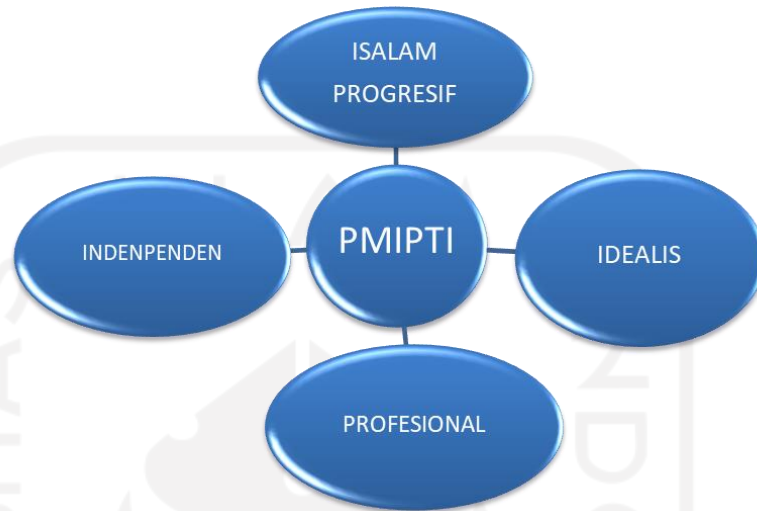 ISALAM
PROGRESIF
INDENPENDEN
PMIPTI
IDEALIS
PROFESIONAL